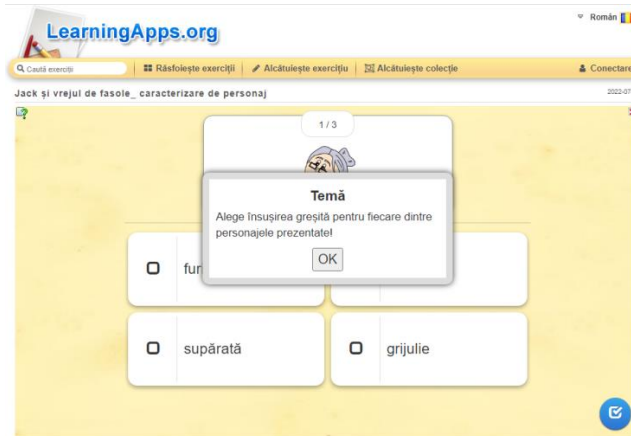 LearningApps.org
Român
Caută exerciții
Răsfoiește exerciții
Alcătuiește exercițiu
Alcătuiește colecție
Conectare
Jack și vrejul de fasole_ caracterizare de personaj
2022-07
1 / 3
Temă
Alege însușirea greșită pentru fiecare dintre
personajele prezentate!
OK
supărată
grijulie